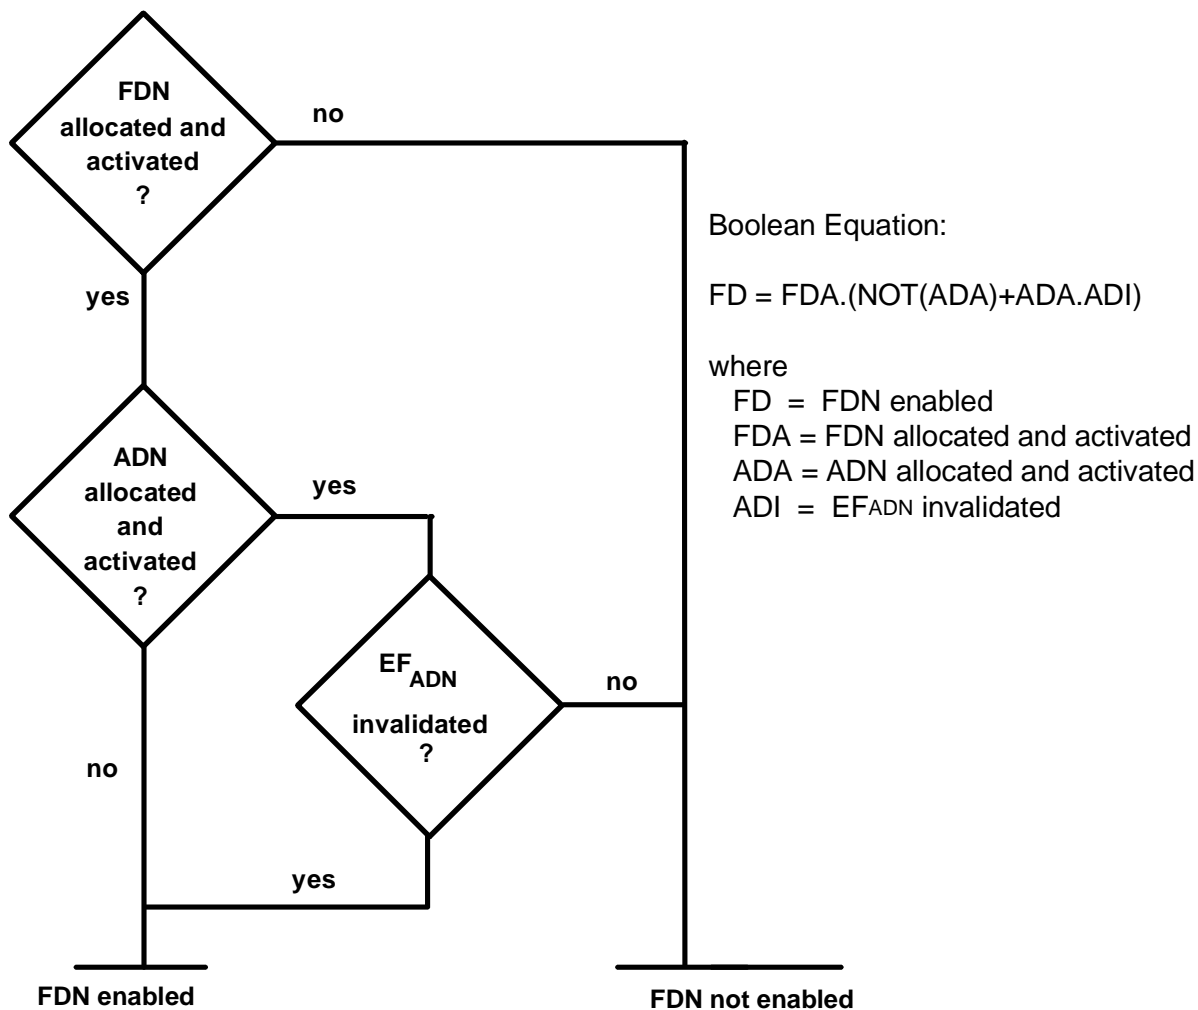 FDN
allocated and
activated
?
no
yes
Boolean Equation:
FD = FDA.(NOT(ADA)+ADA.ADI)
where
FD = FDN enabled
FDA = FDN allocated and activated
ADA = ADN allocated and activated
ADI = EFADN invalidated
ADN
allocated
and
activated
?
yes
no
EFADN
invalidated
?
no
yes
FDN enabled
FDN not enabled